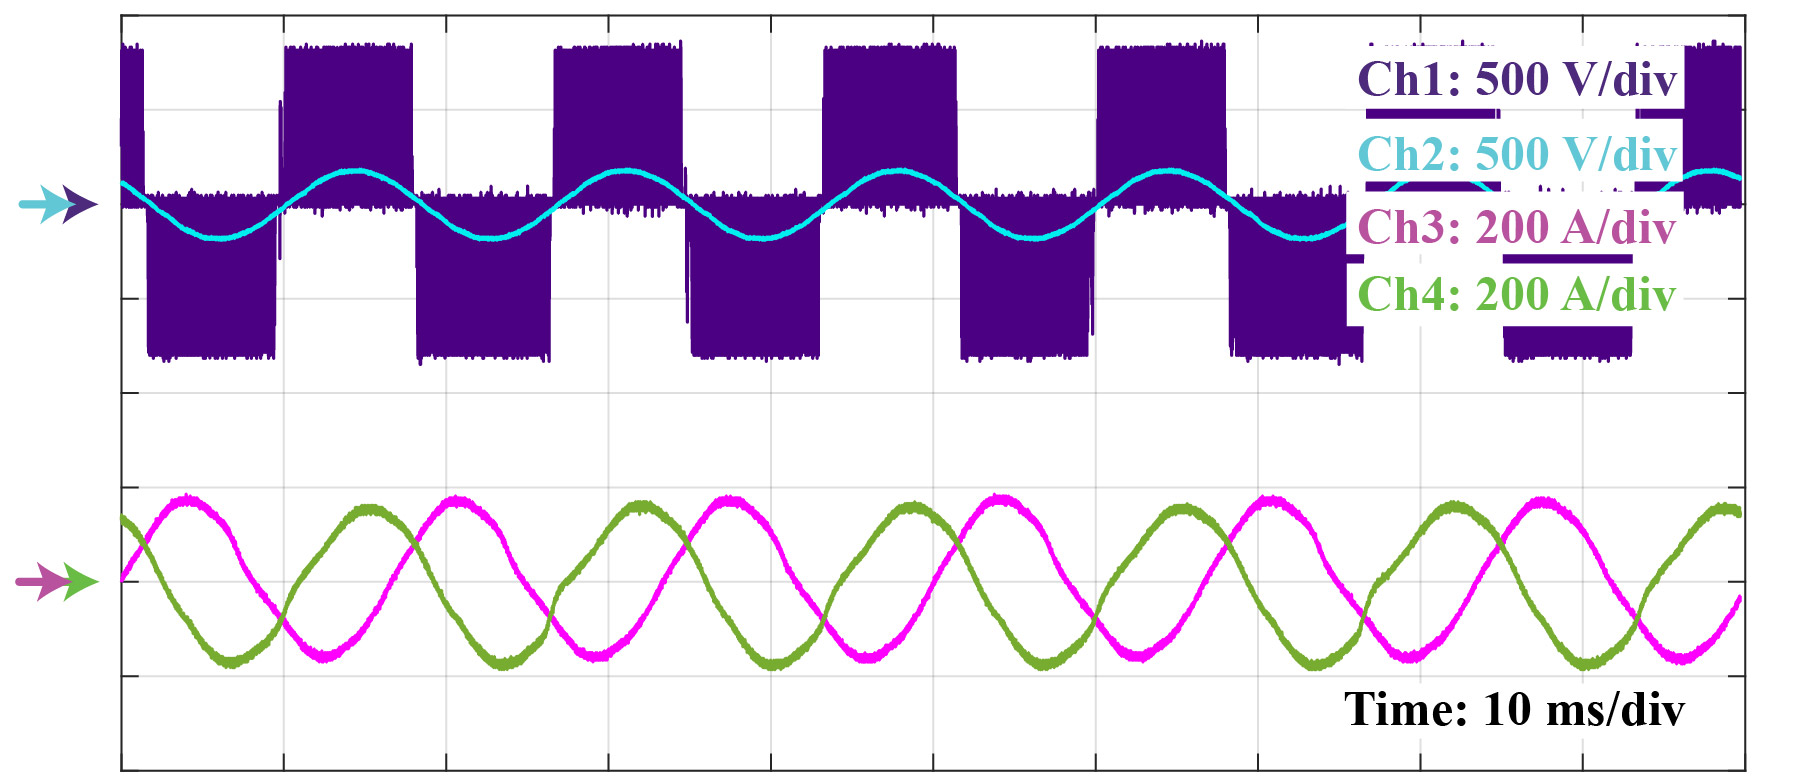 Ch1: 500 V/div
Ch2: 500 V/div
Ch3: 200 A/div
Ch4: 200 A/div
Time: 10 ms/div